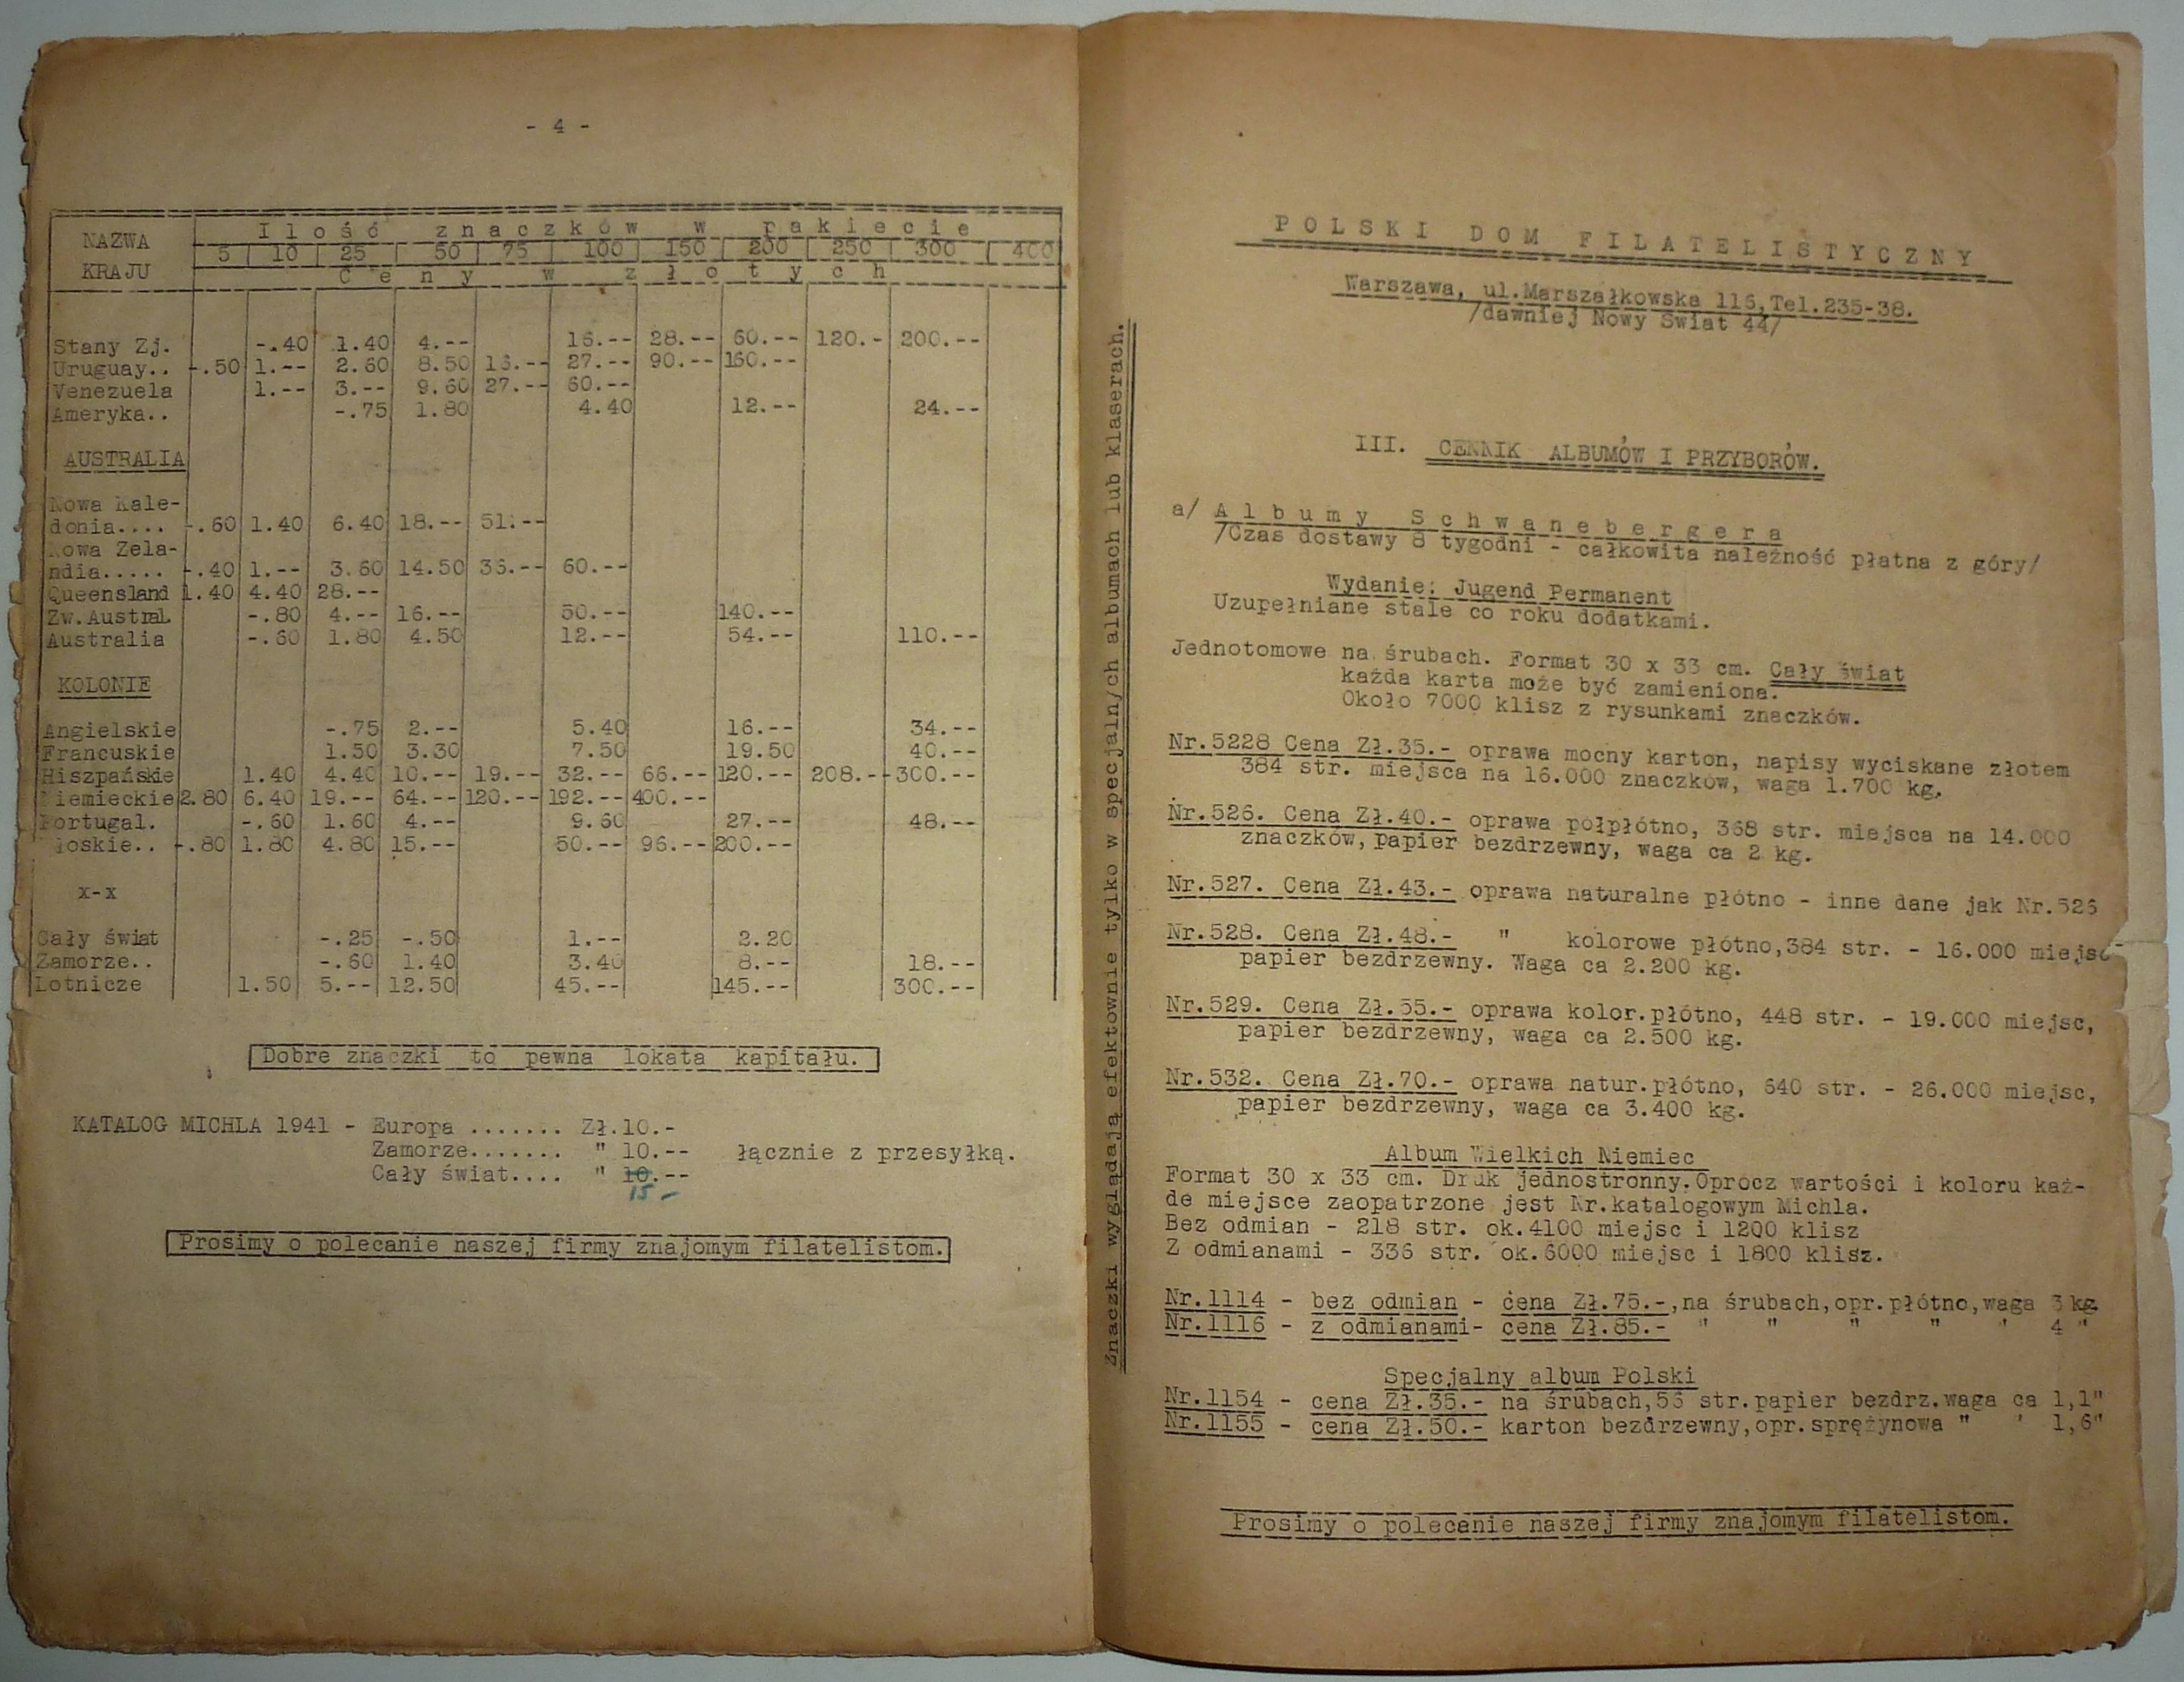 - 4 -
NAZWA KRAJU | Ilość znaczków w pakiecie
5 | 10 | 25 | 50 | 75 | 100 | 150 | 200 | 250 | 300 | 400
Ceny w złotych
Stany Zj. -.40 1.40 4.-- 16.-- 28.-- 60.-- 120.- 200.--
Uruguay.. -.50 1.-- 2.60 8.50 13.-- 27.-- 90.-- 160.--
Venezuela 1.-- 3.-- 9.60 27.-- 60.--
Ameryka.. -.75 1.80 4.40 12.-- 24.--
AUSTRALIA
Nowa Kale-
donia.... -.60 1.40 6.40 18.-- 51.--
Nowa Zela-
ndia..... -.40 1.-- 3.60 14.50 36.-- 60.--
Queensland 1.40 4.40 28.--
Zw.Austral. -.80 4.-- 16.-- 50.-- 140.--
Australia -.60 1.80 4.50 12.-- 54.-- 110.--
KOLONIE
Angielskie -.75 2.-- 5.40 16.-- 34.--
Francuskie 1.50 3.30 7.50 19.50 40.--
Hiszpańskie 1.40 4.40 10.-- 19.-- 32.-- 66.-- 120.-- 208.-- 300.--
Niemieckie 2.80 6.40 19.-- 64.-- 120.-- 192.-- 400.--
Portugal. -.60 1.60 4.-- 9.60 27.-- 48.--
Włoskie.. -.80 1.80 4.80 15.-- 50.-- 96.-- 200.--
x-x
Cały świat -.25 -.50 1.-- 2.20
Zamorze.. -.60 1.40 3.40 8.-- 18.--
Lotnicze 1.50 5.-- 12.50 45.-- 145.-- 300.--
Dobre znaczki to pewna lokata kapitału.
KATALOG MICHLA 1941 - Europa ....... Zł.10.-
Zamorze....... " 10.-- łącznie z przesyłką.
Cały świat.... " 10.--
15 -
Prosimy o polecanie naszej firmy znajomym filatelistom.
Znaczki wyglądają efektownie tylko w specjaln/ch albumach lub klaserach.
POLSKI DOM FILATELISTYCZNY
Warszawa, ul.Marszałkowska 116,Tel.235-38.
/dawniej Nowy Świat 44/
III. CENNIK ALBUMÓW I PRZYBORÓW.
a/ Albumy Schwanebergera
/Czas dostawy 8 tygodni - całkowita należność płatna z góry/
Wydanie: Jugend Permanent
Uzupełniane stale co roku dodatkami.
Jednotomowe na śrubach. Format 30 x 33 cm. Cały świat
każda karta może być zamieniona.
Około 7000 klisz z rysunkami znaczków.
Nr.5228 Cena Zł.35.- oprawa mocny karton, napisy wyciskane złotem
384 str. miejsca na 16.000 znaczków, waga 1.700 kg.
Nr.526. Cena Zł.40.- oprawa półpłótno, 368 str. miejsca na 14.000
znaczków, papier bezdrzewny, waga ca 2 kg.
Nr.527. Cena Zł.43.- oprawa naturalne płótno - inne dane jak Nr.526
Nr.528. Cena Zł.48.- " kolorowe płótno,384 str. - 16.000 miejsc-
papier bezdrzewny. Waga ca 2.200 kg.
Nr.529. Cena Zł.55.- oprawa kolor.płótno, 448 str. - 19.000 miejsc,
papier bezdrzewny, waga ca 2.500 kg.
Nr.532. Cena Zł.70.- oprawa natur.płótno, 640 str. - 26.000 miejsc,
papier bezdrzewny, waga ca 3.400 kg.
Album Wielkich Niemiec
Format 30 x 33 cm. Druk jednostronny.Oprocz wartości i koloru każ-
de miejsce zaopatrzone jest Nr.katalogowym Michla.
Bez odmian - 218 str. ok.4100 miejsc i 1200 klisz
Z odmianami - 336 str. ok.6000 miejsc i 1800 klisz.
Nr.1114 - bez odmian - cena Zł.75.-,na śrubach,opr.płótno,waga 3 kg.
Nr.1116 - z odmianami- cena Zł.85.- " " " " " 4 "
Specjalny album Polski
Nr.1154 - cena Zł.35.- na śrubach,56 str.papier bezdrz.waga ca 1,1"
Nr.1155 - cena Zł.50.- karton bezdrzewny,opr.sprężynowa " ' 1,6"
Prosimy o polecanie naszej firmy znajomym filatelistom.